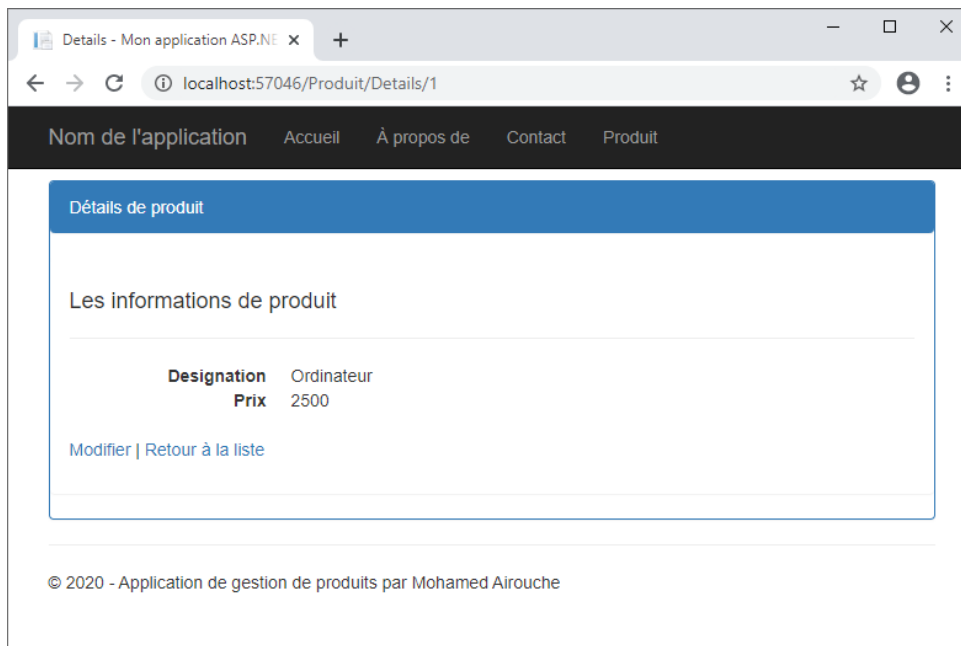 Details - Mon application ASP.NE
localhost:57046/Produit/Details/1
Nom de l'application Accueil À propos de Contact Produit
Détails de produit
Les informations de produit
Designation Ordinateur
Prix 2500
Modifier | Retour à la liste
© 2020 - Application de gestion de produits par Mohamed Airouche